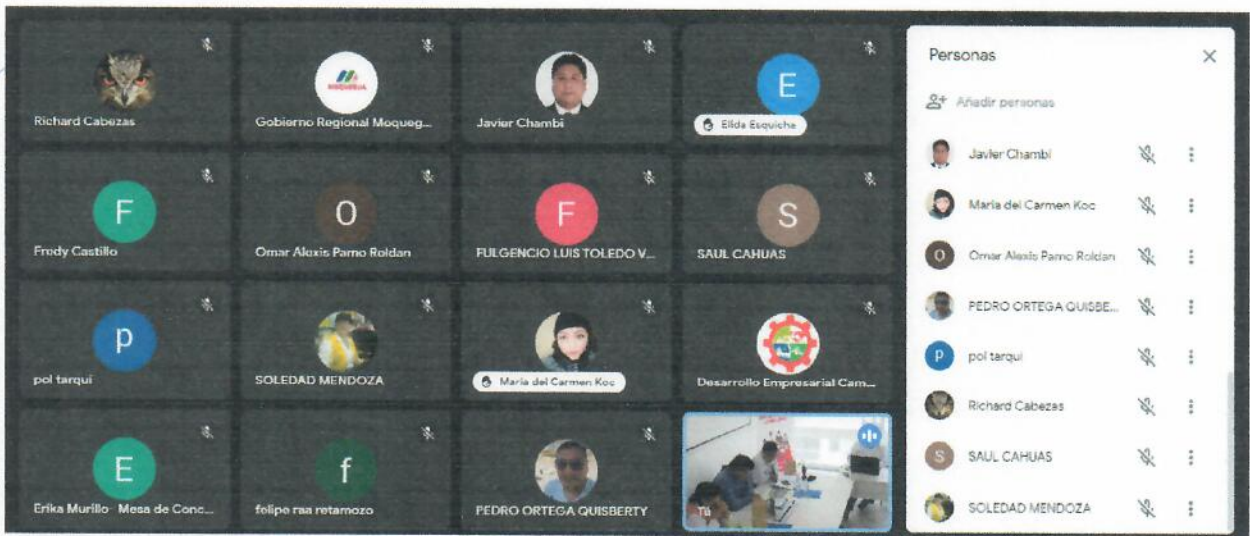 Richard Cabezas
MOQUEGUA
Gobierno Regional Moqueg...
Javier Chambi
E
Elida Esquiche
F
Fredy Castillo
O
Omar Alexis Pamo Roldan
F
FULGENCIO LUIS TOLEDO V...
S
SAUL CAHUAS
p
pol tarqui
SOLEDAD MENDOZA
María del Carmen Koc
Desarrollo Empresarial Cam...
E
Erika Murillo- Mesa de Conc...
f
felipe raa retamozo
PEDRO ORTEGA QUISBERTY
Tú
Personas
Añadir personas
Javier Chambi
María del Carmen Koc
O
Omar Alexis Pamo Roldan
PEDRO ORTEGA QUISBE...
P
pol tarqui
Richard Cabezas
S
SAUL CAHUAS
SOLEDAD MENDOZA